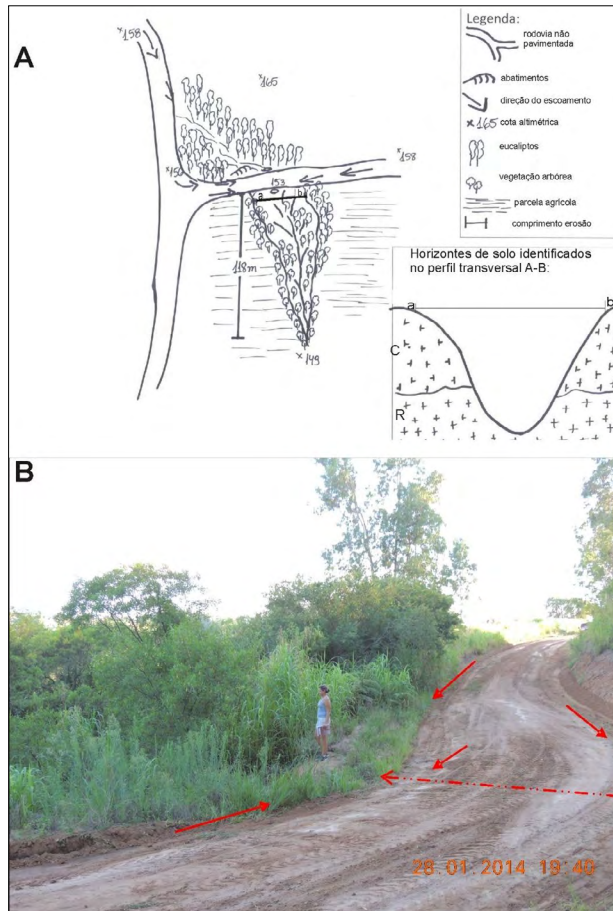 A
×158
×165
×158
×150
153
a
b
118m
×149
Legenda:
rodovia não
pavimentada
abatimentos
direção do escoamento
×165 cota altimétrica
eucaliptos
vegetação arbórea
parcela agrícola
comprimento erosão
Horizontes de solo identificados
no perfil transversal A-B:
a
b
C
R
B
28.01.2014 19:40